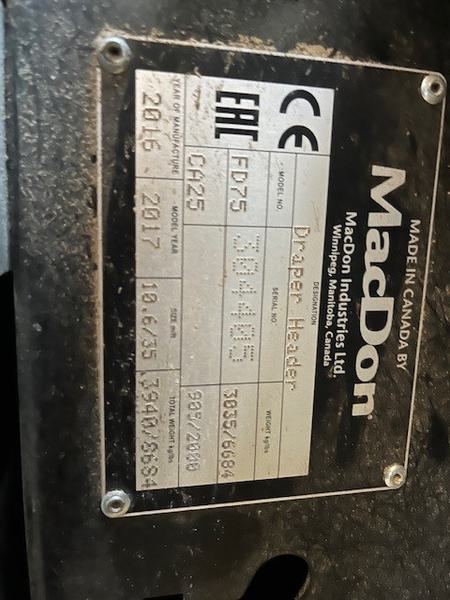 MADE IN CANADA BY
MacDon
MacDon Industries Ltd.
Winnipeg, Manitoba, Canada
CE
EAC
DESIGNATION
Draper Header
MODEL NO. SERIAL NO WEIGHT kg/lbs
FD75 3035/6684
CA25 905/2000
YEAR OF MANUFACTURE MODEL YEAR SIZE m/ft TOTAL WEIGHT kg/lbs
2016 2017 10.6/35 3940/8684